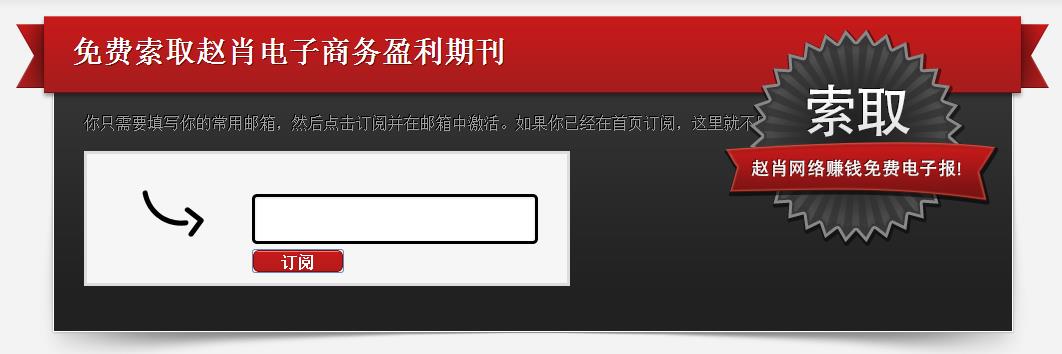 免费索取赵肖电子商务盈利期刊
你只需要填写你的常用邮箱，然后点击订阅并在邮箱中激活。如果你已经在首页订阅，这里就不
索取
赵肖网络赚钱免费电子报!
订阅